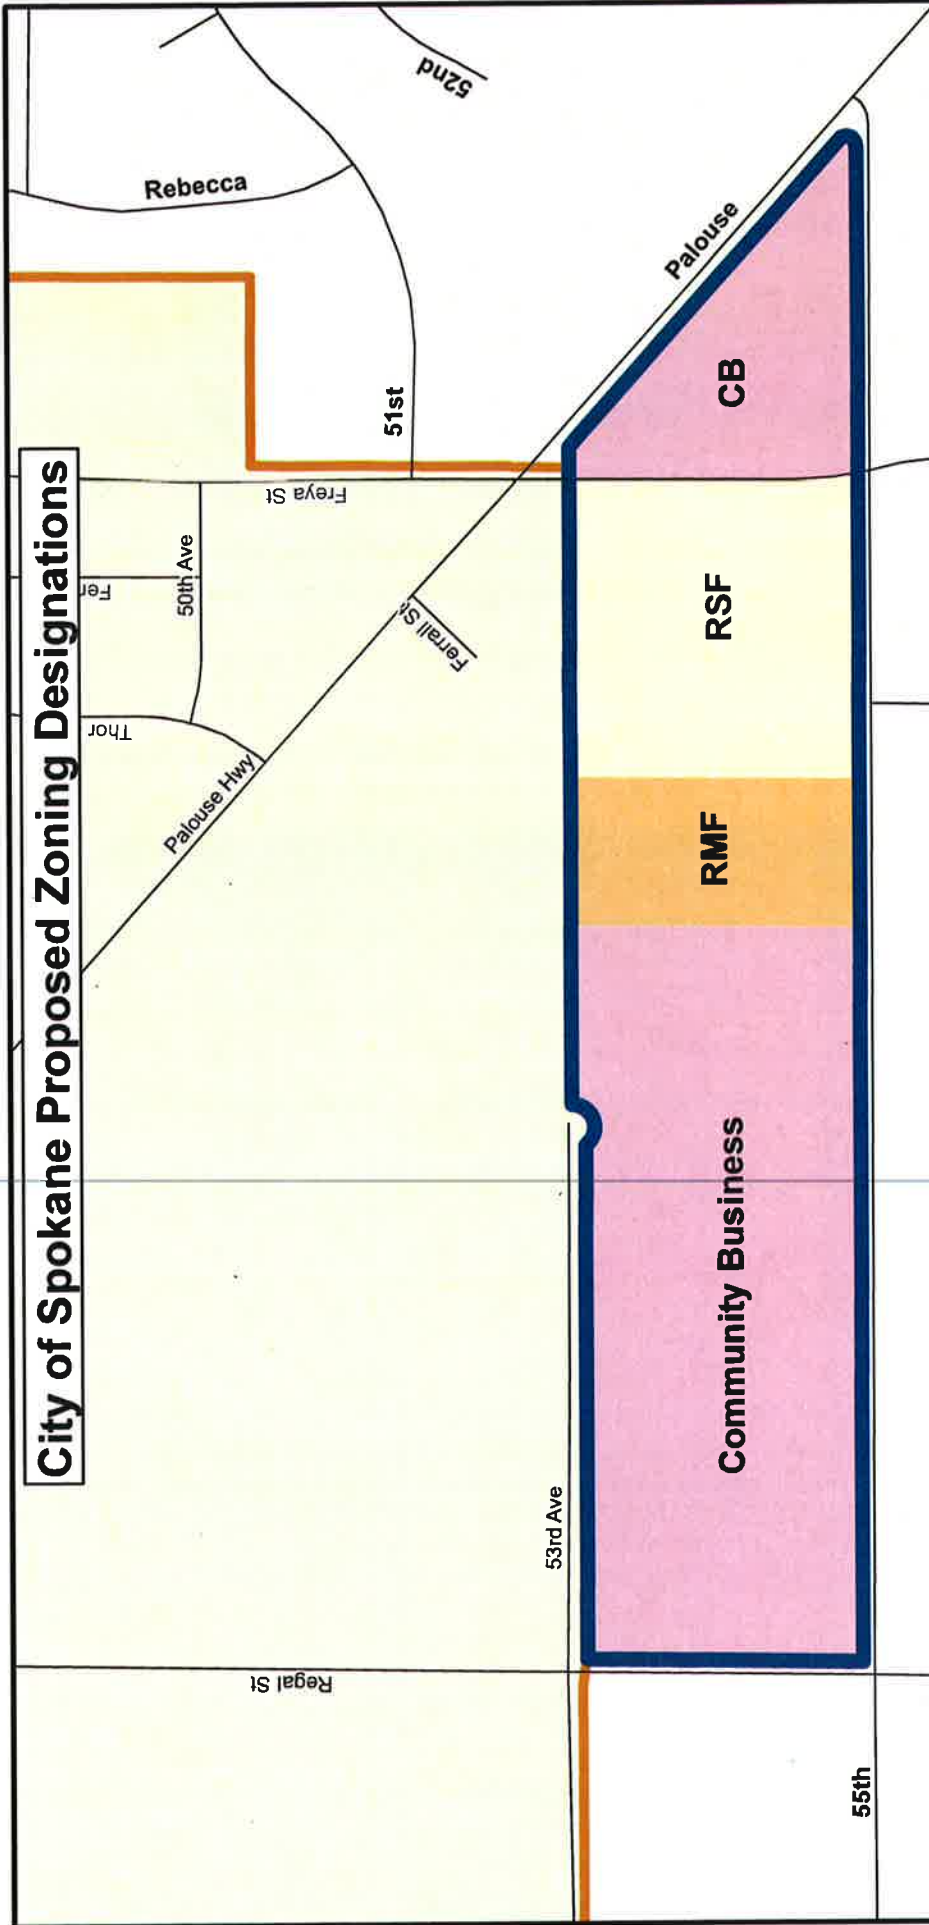 City of Spokane Proposed Zoning Designations
Rebecca
52nd
51st
Palouse
Freya St
Fer
50th Ave
Thor
Ferrall St
Palouse Hwy
53rd Ave
Regal St
55th
Community Business
RMF
RSF
CB